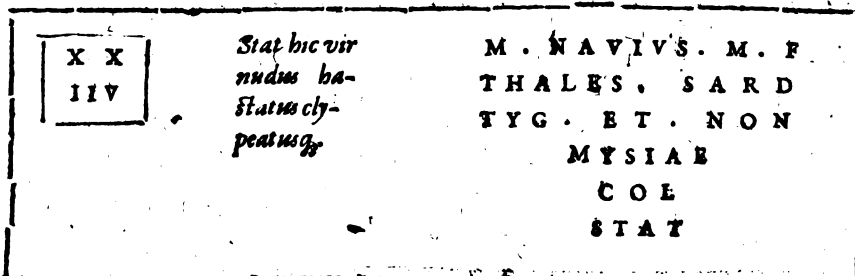 X X
IIV
Stat hic vir
nudus ha-
status cly-
peatusq;
M. NAVIVS. M. F
THALES. SARD
TYG. ET. NON
MYSIAE
COL
STAT